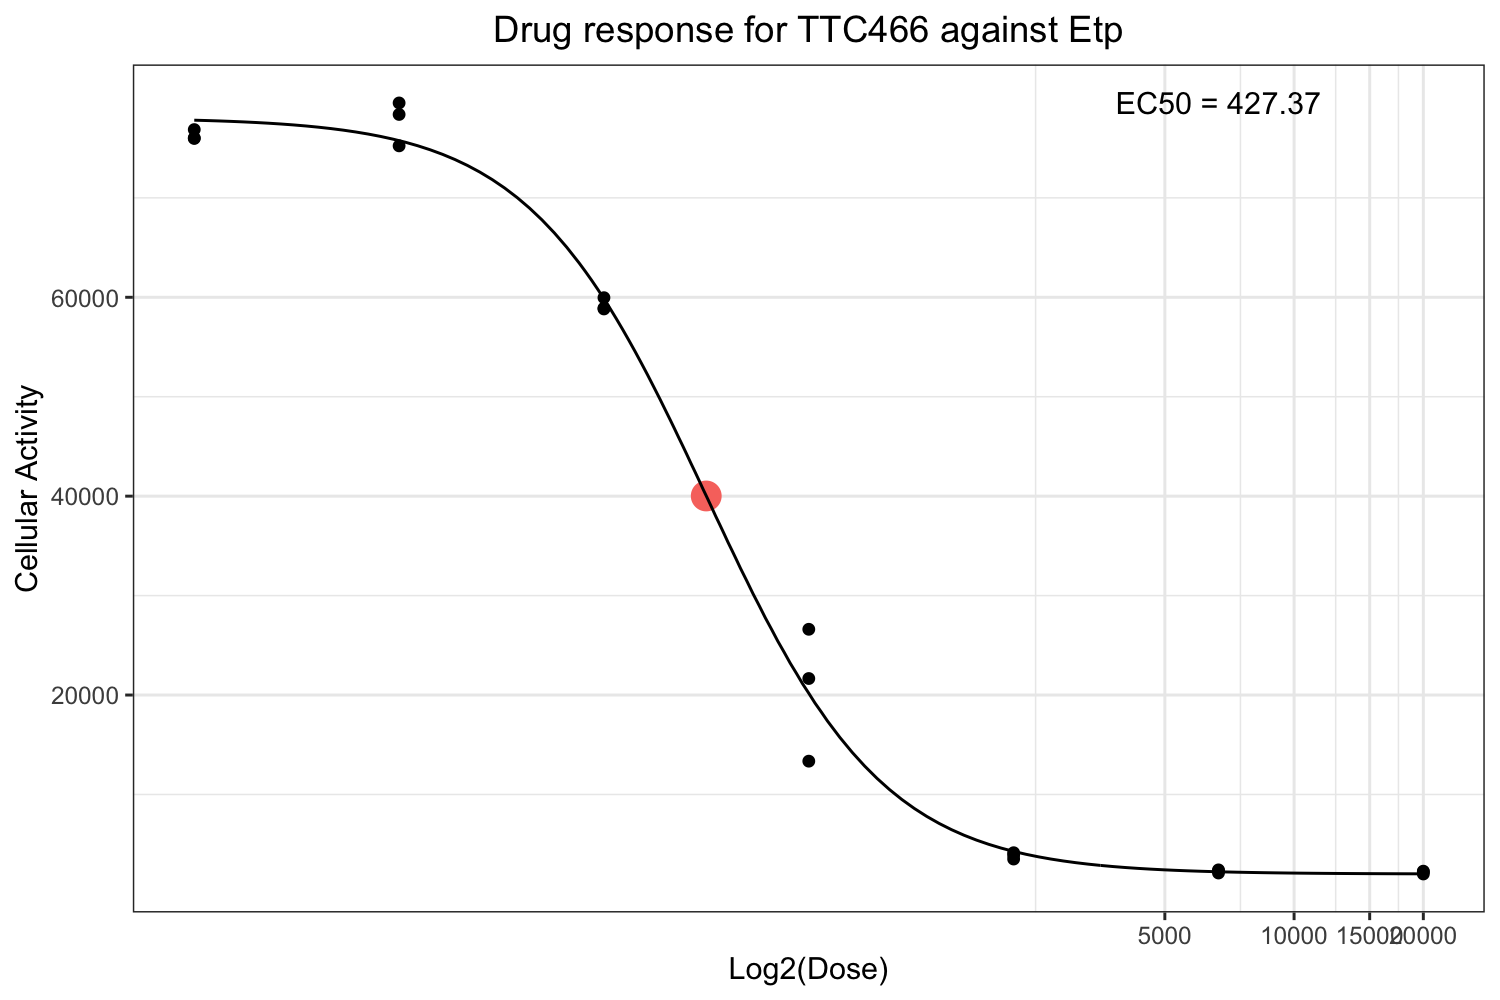 Drug response for TTC466 against Etp
EC50 = 427.37
60000
40000
20000
Cellular Activity
5000 10000 15000 20000
Log2(Dose)